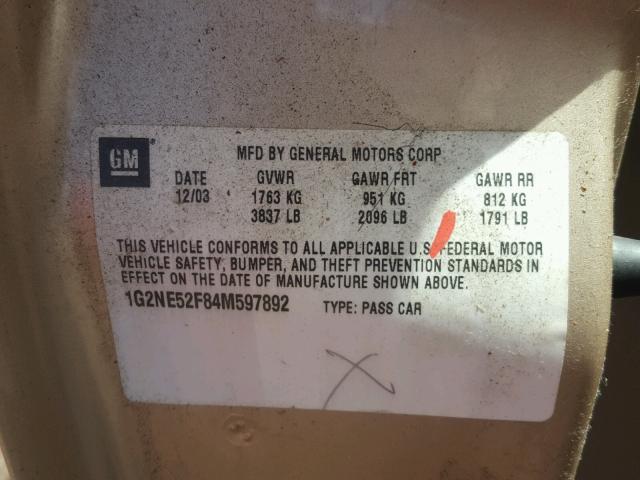 GM
MFD BY GENERAL MOTORS CORP
DATE GVWR GAWR FRT GAWR RR
12/03 1763 KG 951 KG 812 KG
3837 LB 2096 LB 1791 LB
THIS VEHICLE CONFORMS TO ALL APPLICABLE U.S. FEDERAL MOTOR
VEHICLE SAFETY, BUMPER, AND THEFT PREVENTION STANDARDS IN
EFFECT ON THE DATE OF MANUFACTURE SHOWN ABOVE.
1G2NE52F84M597892 TYPE: PASS CAR
X